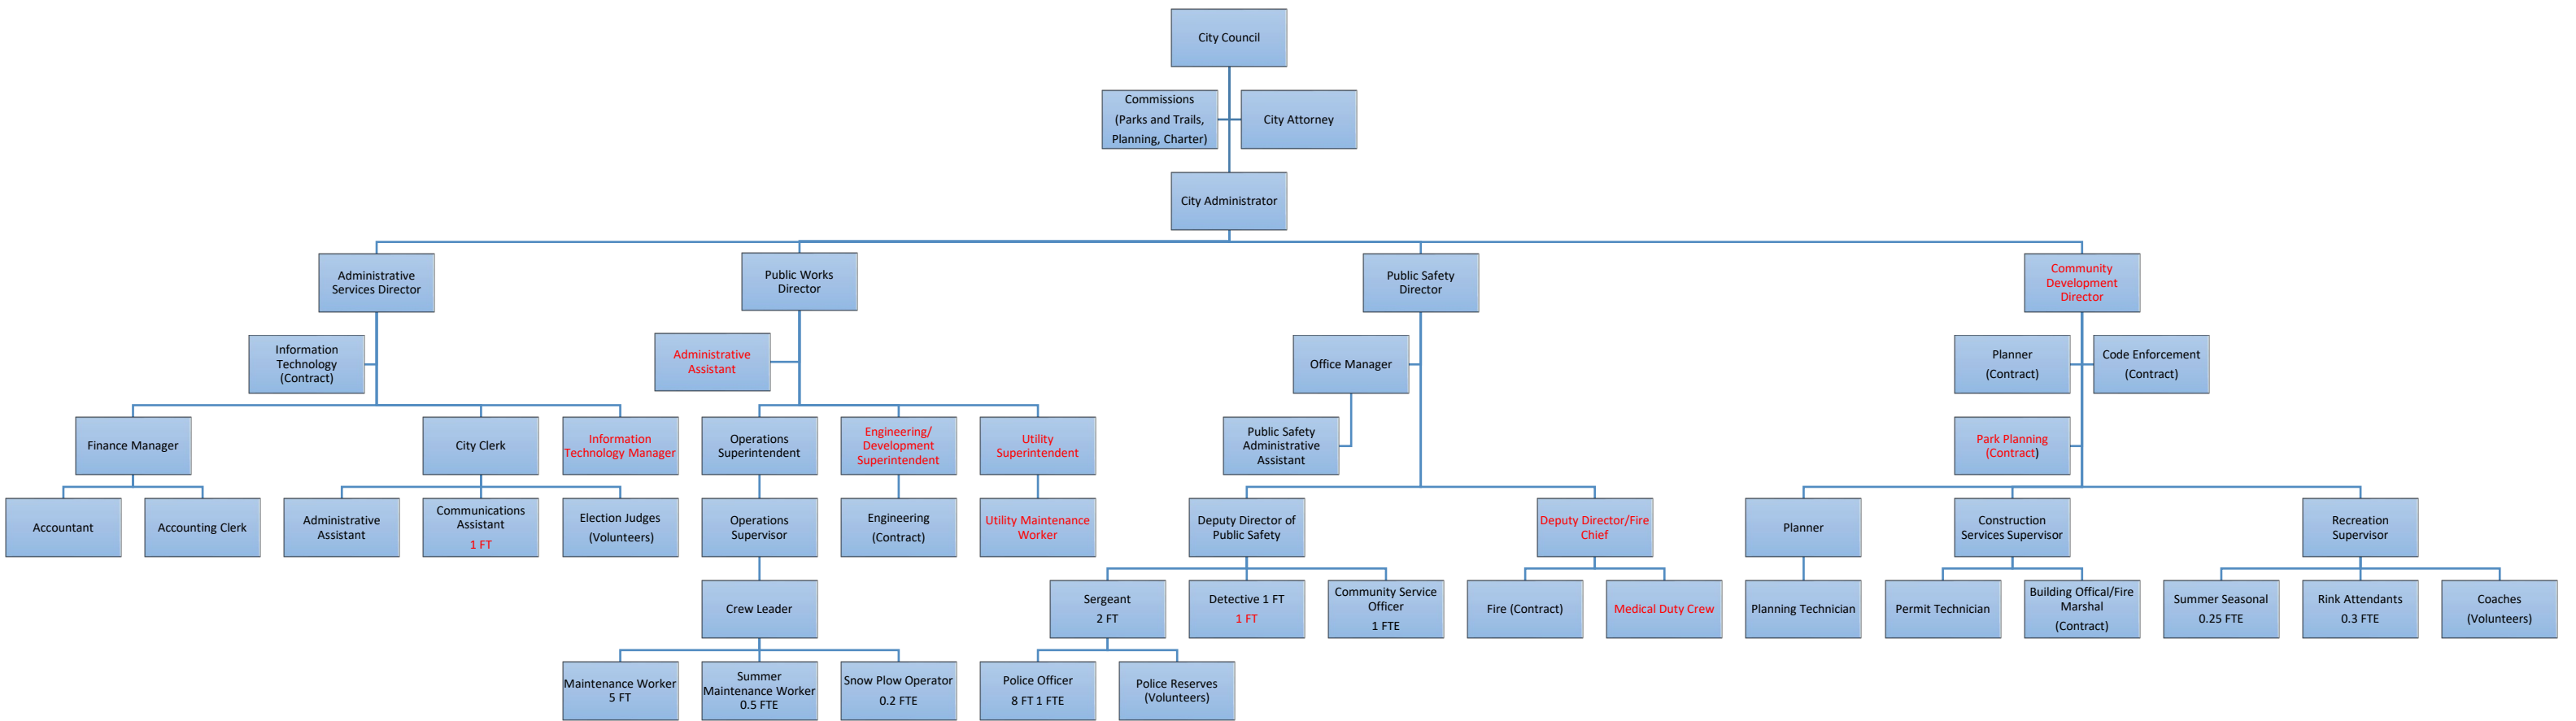 City Council
Commissions
(Parks and Trails,
Planning, Charter)
City Attorney
City Administrator
Administrative
Services Director
Public Works
Director
Public Safety
Director
Community
Development
Director
Information
Technology
(Contract)
Administrative
Assistant
Office Manager
Planner
(Contract)
Code Enforcement
(Contract)
Finance Manager
City Clerk
Information
Technology Manager
Operations
Superintendent
Engineering/
Development
Superintendent
Utility
Superintendent
Public Safety
Administrative
Assistant
Park Planning
(Contract)
Accountant
Accounting Clerk
Administrative
Assistant
Communications
Assistant
1 FT
Election Judges
(Volunteers)
Operations
Supervisor
Engineering
(Contract)
Utility Maintenance
Worker
Deputy Director of
Public Safety
Deputy Director/Fire
Chief
Planner
Construction
Services Supervisor
Recreation
Supervisor
Crew Leader
Sergeant
2 FT
Detective 1 FT
1 FT
Community Service
Officer
1 FTE
Fire (Contract)
Medical Duty Crew
Planning Technician
Permit Technician
Building Offical/Fire
Marshal
(Contract)
Summer Seasonal
0.25 FTE
Rink Attendants
0.3 FTE
Coaches
(Volunteers)
Maintenance Worker
5 FT
Summer
Maintenance Worker
0.5 FTE
Snow Plow Operator
0.2 FTE
Police Officer
8 FT 1 FTE
Police Reserves
(Volunteers)